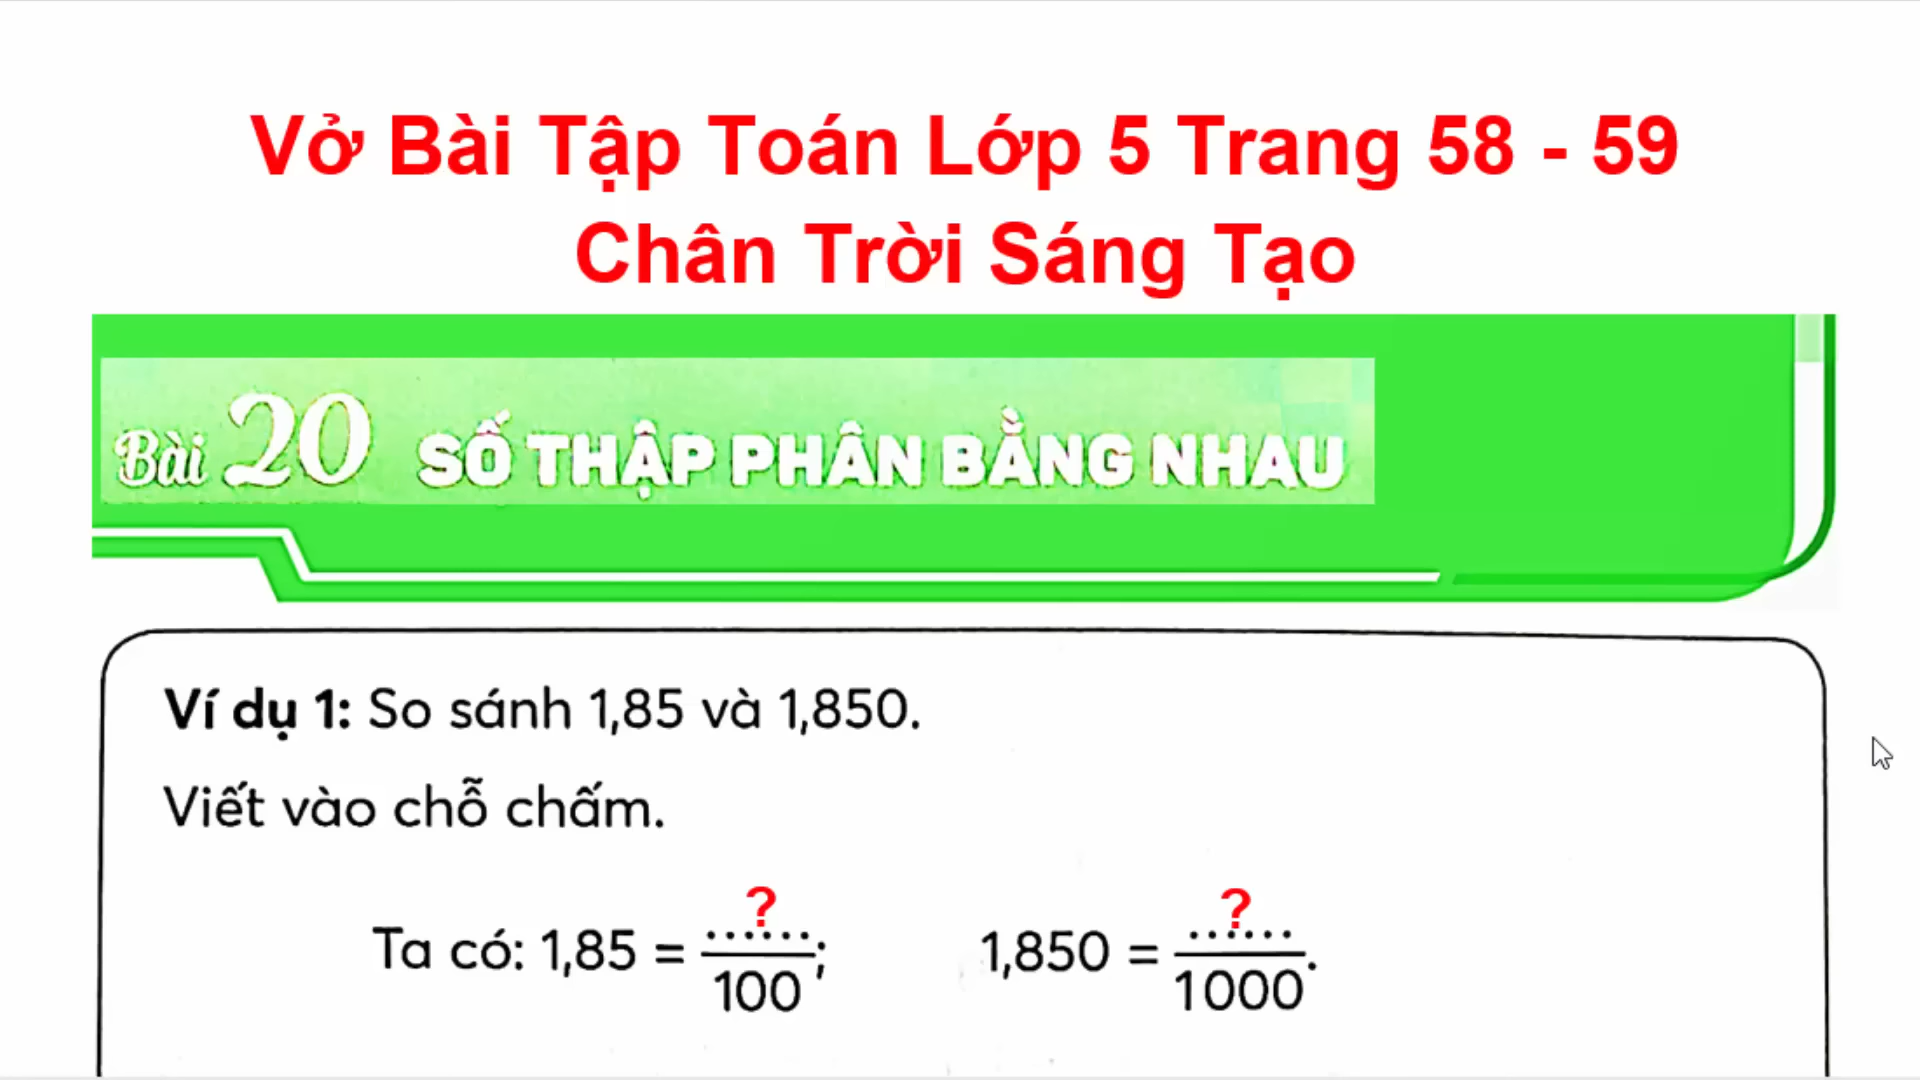 Vở Bài Tập Toán Lớp 5 Trang 58 - 59
Chân Trời Sáng Tạo
Bài 20 SỐ THẬP PHÂN BẰNG NHAU
Ví dụ 1: So sánh 1,85 và 1,850.
Viết vào chỗ chấm.
Ta có: 1,85 = ?...... / 100; 1,850 = ?...... / 1000.